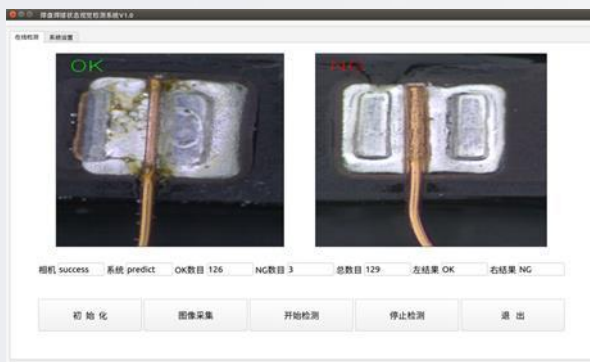 焊盘焊缝状态视觉检测系统V1.0
在线检测 系统设置
OK NG
相机 success 系统 predict OK数目 126 NG数目 3 总数目 129 左结果 OK 右结果 NG
初 始 化 图像采集 开始检测 停止检测 退 出